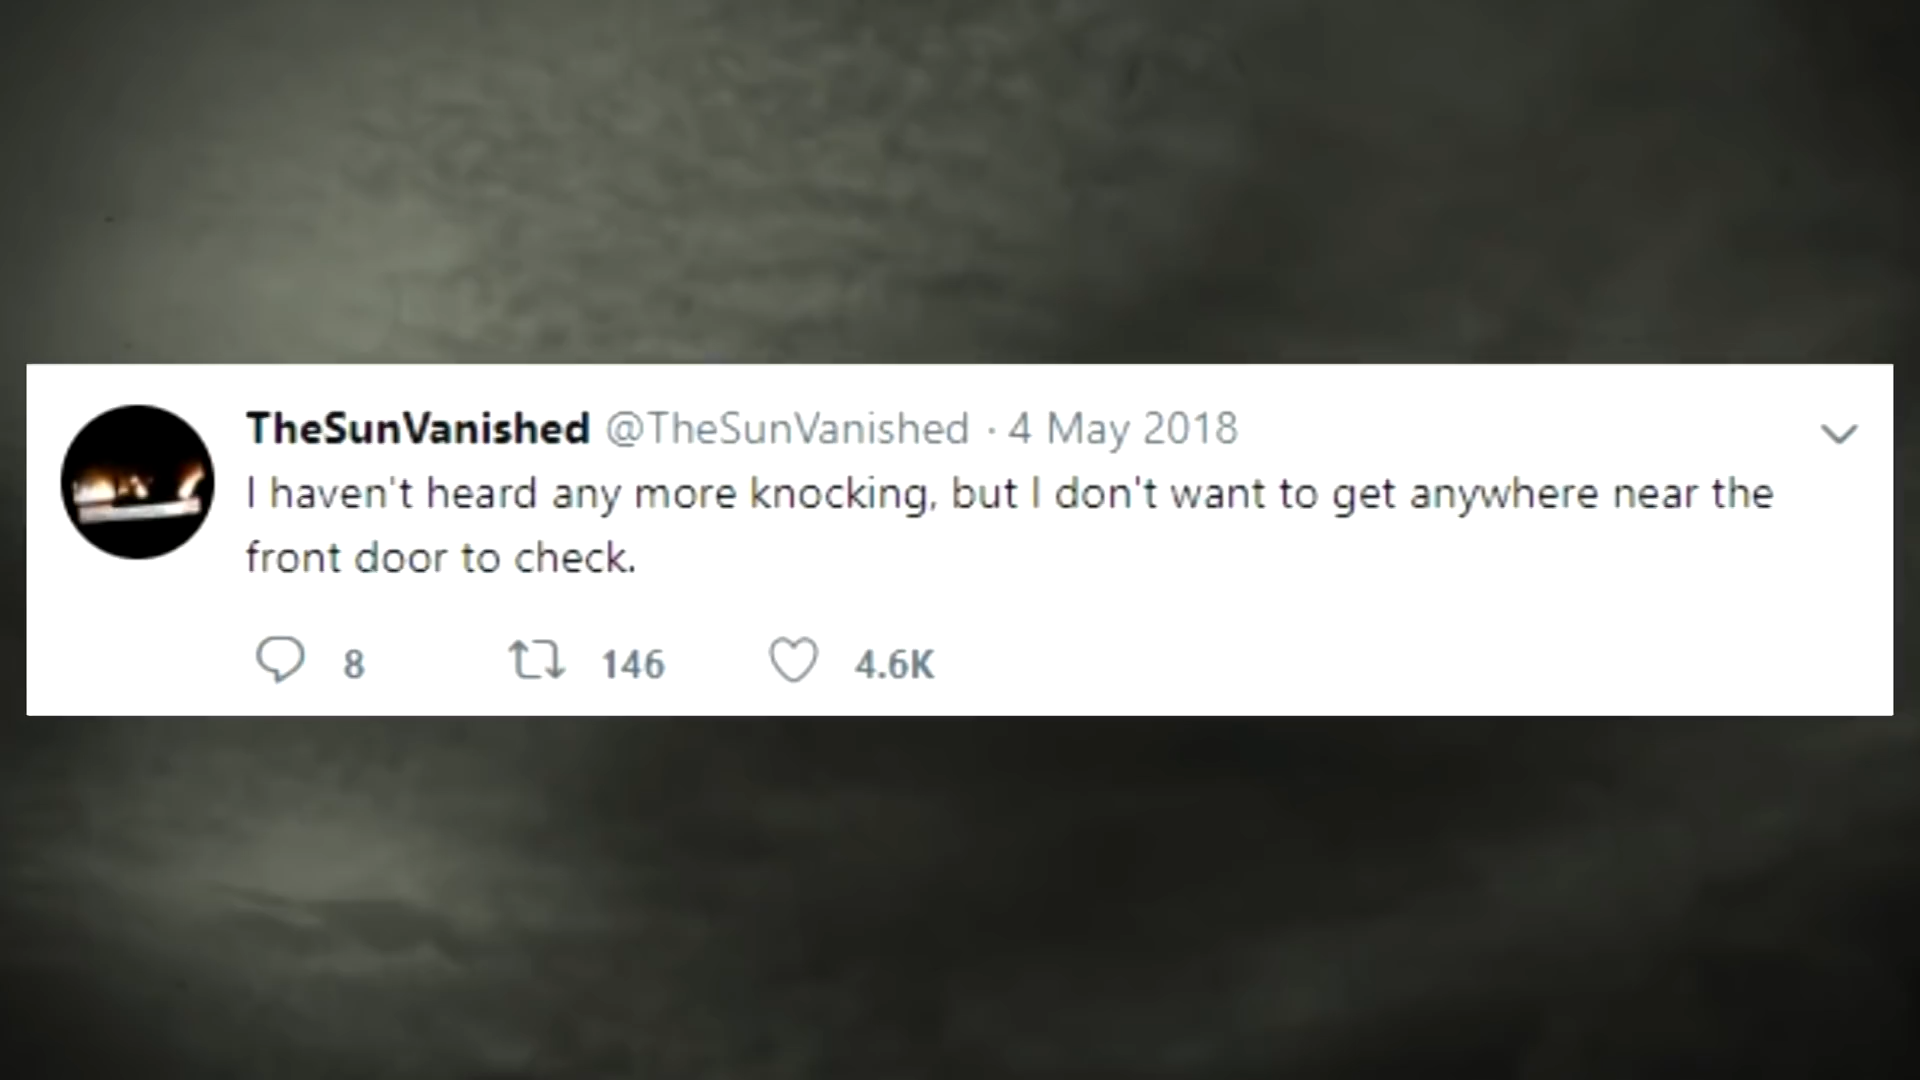 TheSunVanished @TheSunVanished · 4 May 2018
I haven't heard any more knocking, but I don't want to get anywhere near the
front door to check.
8 146 4.6K